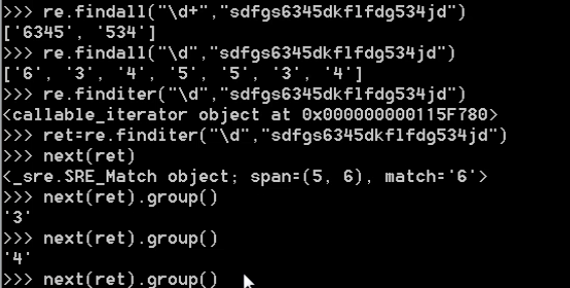 >>> re.findall("\d+","sdfgs6345dkflfdg534jd")
['6345', '534']
>>> re.findall("\d","sdfgs6345dkflfdg534jd")
['6', '3', '4', '5', '5', '3', '4']
>>> re.finditer("\d","sdfgs6345dkflfdg534jd")
<callable_iterator object at 0x000000000115F780>
>>> ret=re.finditer("\d","sdfgs6345dkflfdg534jd")
>>> next(ret)
<_sre.SRE_Match object; span=(5, 6), match='6'>
>>> next(ret).group()
'3'
>>> next(ret).group()
'4'
>>> next(ret).group()